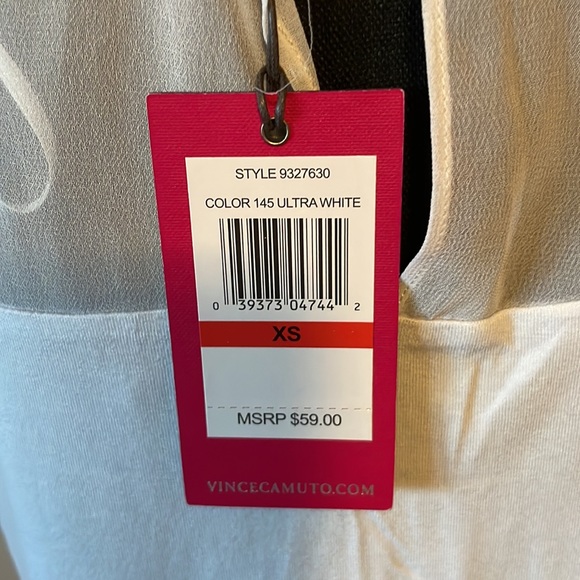 STYLE 9327630
COLOR 145 ULTRA WHITE
0 39373 04744 2
XS
MSRP $59.00
VINCECAMUTO.COM